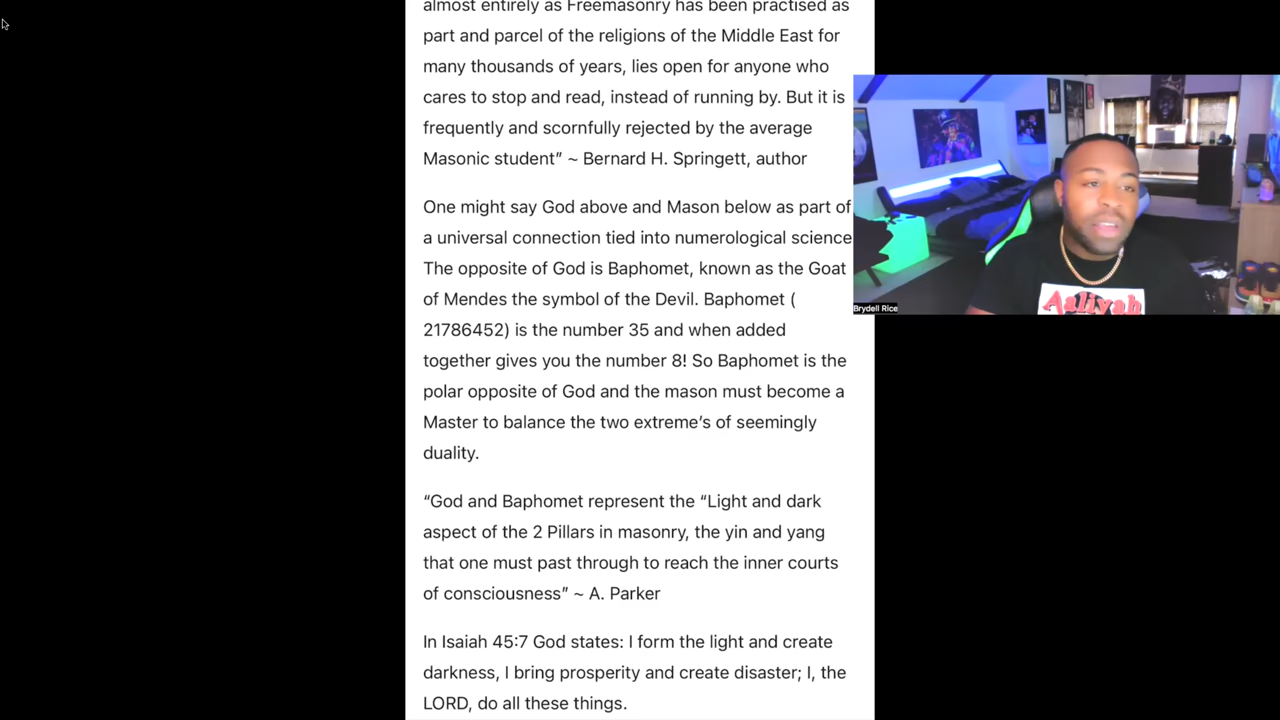 almost entirely as Freemasonry has been practised as
part and parcel of the religions of the Middle East for
many thousands of years, lies open for anyone who
cares to stop and read, instead of running by. But it is
frequently and scornfully rejected by the average
Masonic student” ~ Bernard H. Springett, author
One might say God above and Mason below as part of
a universal connection tied into numerological science
The opposite of God is Baphomet, known as the Goat
of Mendes the symbol of the Devil. Baphomet (
21786452) is the number 35 and when added
together gives you the number 8! So Baphomet is the
polar opposite of God and the mason must become a
Master to balance the two extreme’s of seemingly
duality.
“God and Baphomet represent the “Light and dark
aspect of the 2 Pillars in masonry, the yin and yang
that one must past through to reach the inner courts
of consciousness” ~ A. Parker
In Isaiah 45:7 God states: I form the light and create
darkness, I bring prosperity and create disaster; I, the
LORD, do all these things.
Aaliyah
Brydell Rice